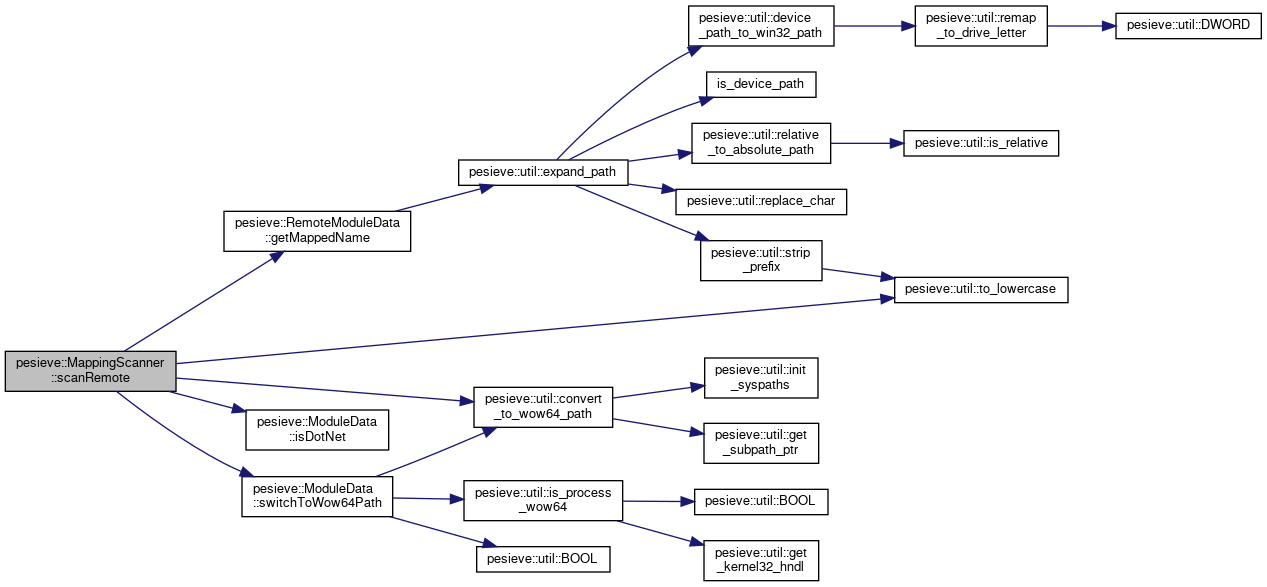 pesieve::util::device
_path_to_win32_path
pesieve::util::remap
_to_drive_letter
pesieve::util::DWORD
is_device_path
pesieve::util::relative
_to_absolute_path
pesieve::util::is_relative
pesieve::util::expand_path
pesieve::util::replace_char
pesieve::RemoteModuleData
::getMappedName
pesieve::util::strip
_prefix
pesieve::util::to_lowercase
pesieve::MappingScanner
::scanRemote
pesieve::util::init
_syspaths
pesieve::util::convert
_to_wow64_path
pesieve::ModuleData
::isDotNet
pesieve::util::get
_subpath_ptr
pesieve::ModuleData
::switchToWow64Path
pesieve::util::is_process
_wow64
pesieve::util::BOOL
pesieve::util::BOOL
pesieve::util::get
_kernel32_hndl